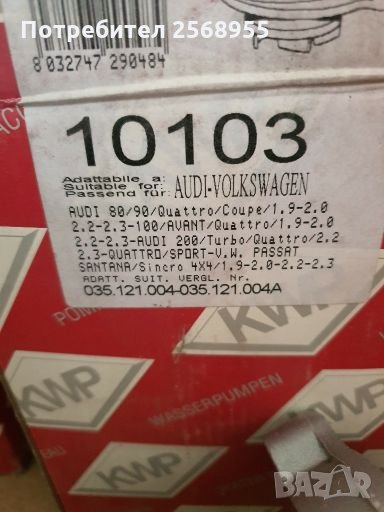 Потребител 2568955
8 032747 290484
10103
Adattabile a:
Suitable for:
Passend für:
AUDI-VOLKSWAGEN
AUDI 80/90/Quattro/Coupe/1.9-2.0
2.2-2.3-100/AVANT/Quattro/1.9-2.0
2.2-2.3-AUDI 200/Turbo/Quattro/2.2
2.3-QUATTRO/SPORT-V.W. PASSAT
SANTANA/Sincro 4X4/1.9-2.0-2.2-2.3
ADATT. SUIT. VERGL. Nr.
035.121.004-035.121.004A
KWP
WASSERPUMPEN
KWP
KWP
BAZAR